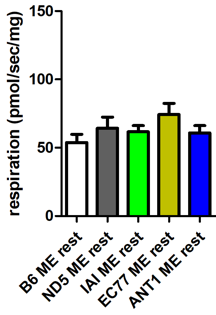 respiration (pmol/sec/mg)
150
100
50
0
B6 ME rest
ND5 ME rest
IAI ME rest
EC77 ME rest
ANT1 ME rest